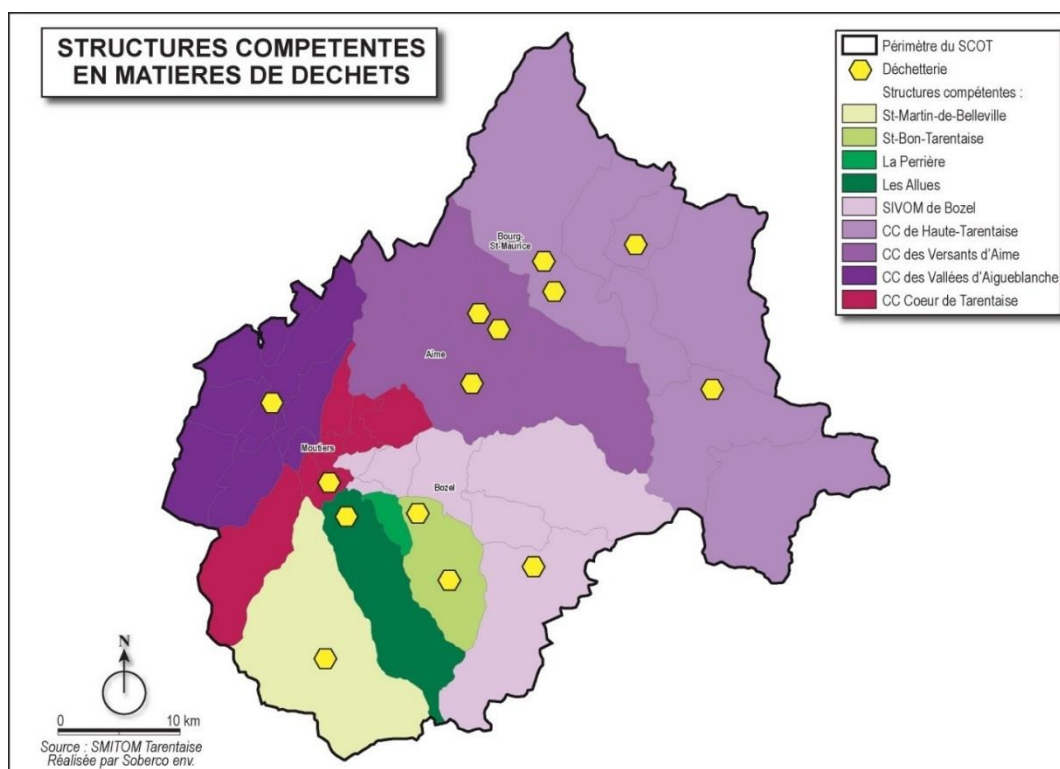 STRUCTURES COMPETENTES
EN MATIERES DE DECHETS
Périmètre du SCOT
Déchetterie
Structures compétentes :
St-Martin-de-Belleville
St-Bon-Tarentaise
La Perrière
Les Allues
SIVOM de Bozel
CC de Haute-Tarentaise
CC des Versants d'Aime
CC des Vallées d'Aigueblanche
CC Coeur de Tarentaise
Bourg-
St-Maurice
Aime
Moutiers
Bozel
N
0 10 km
Source : SMITOM Tarentaise
Réalisée par Soberco env.